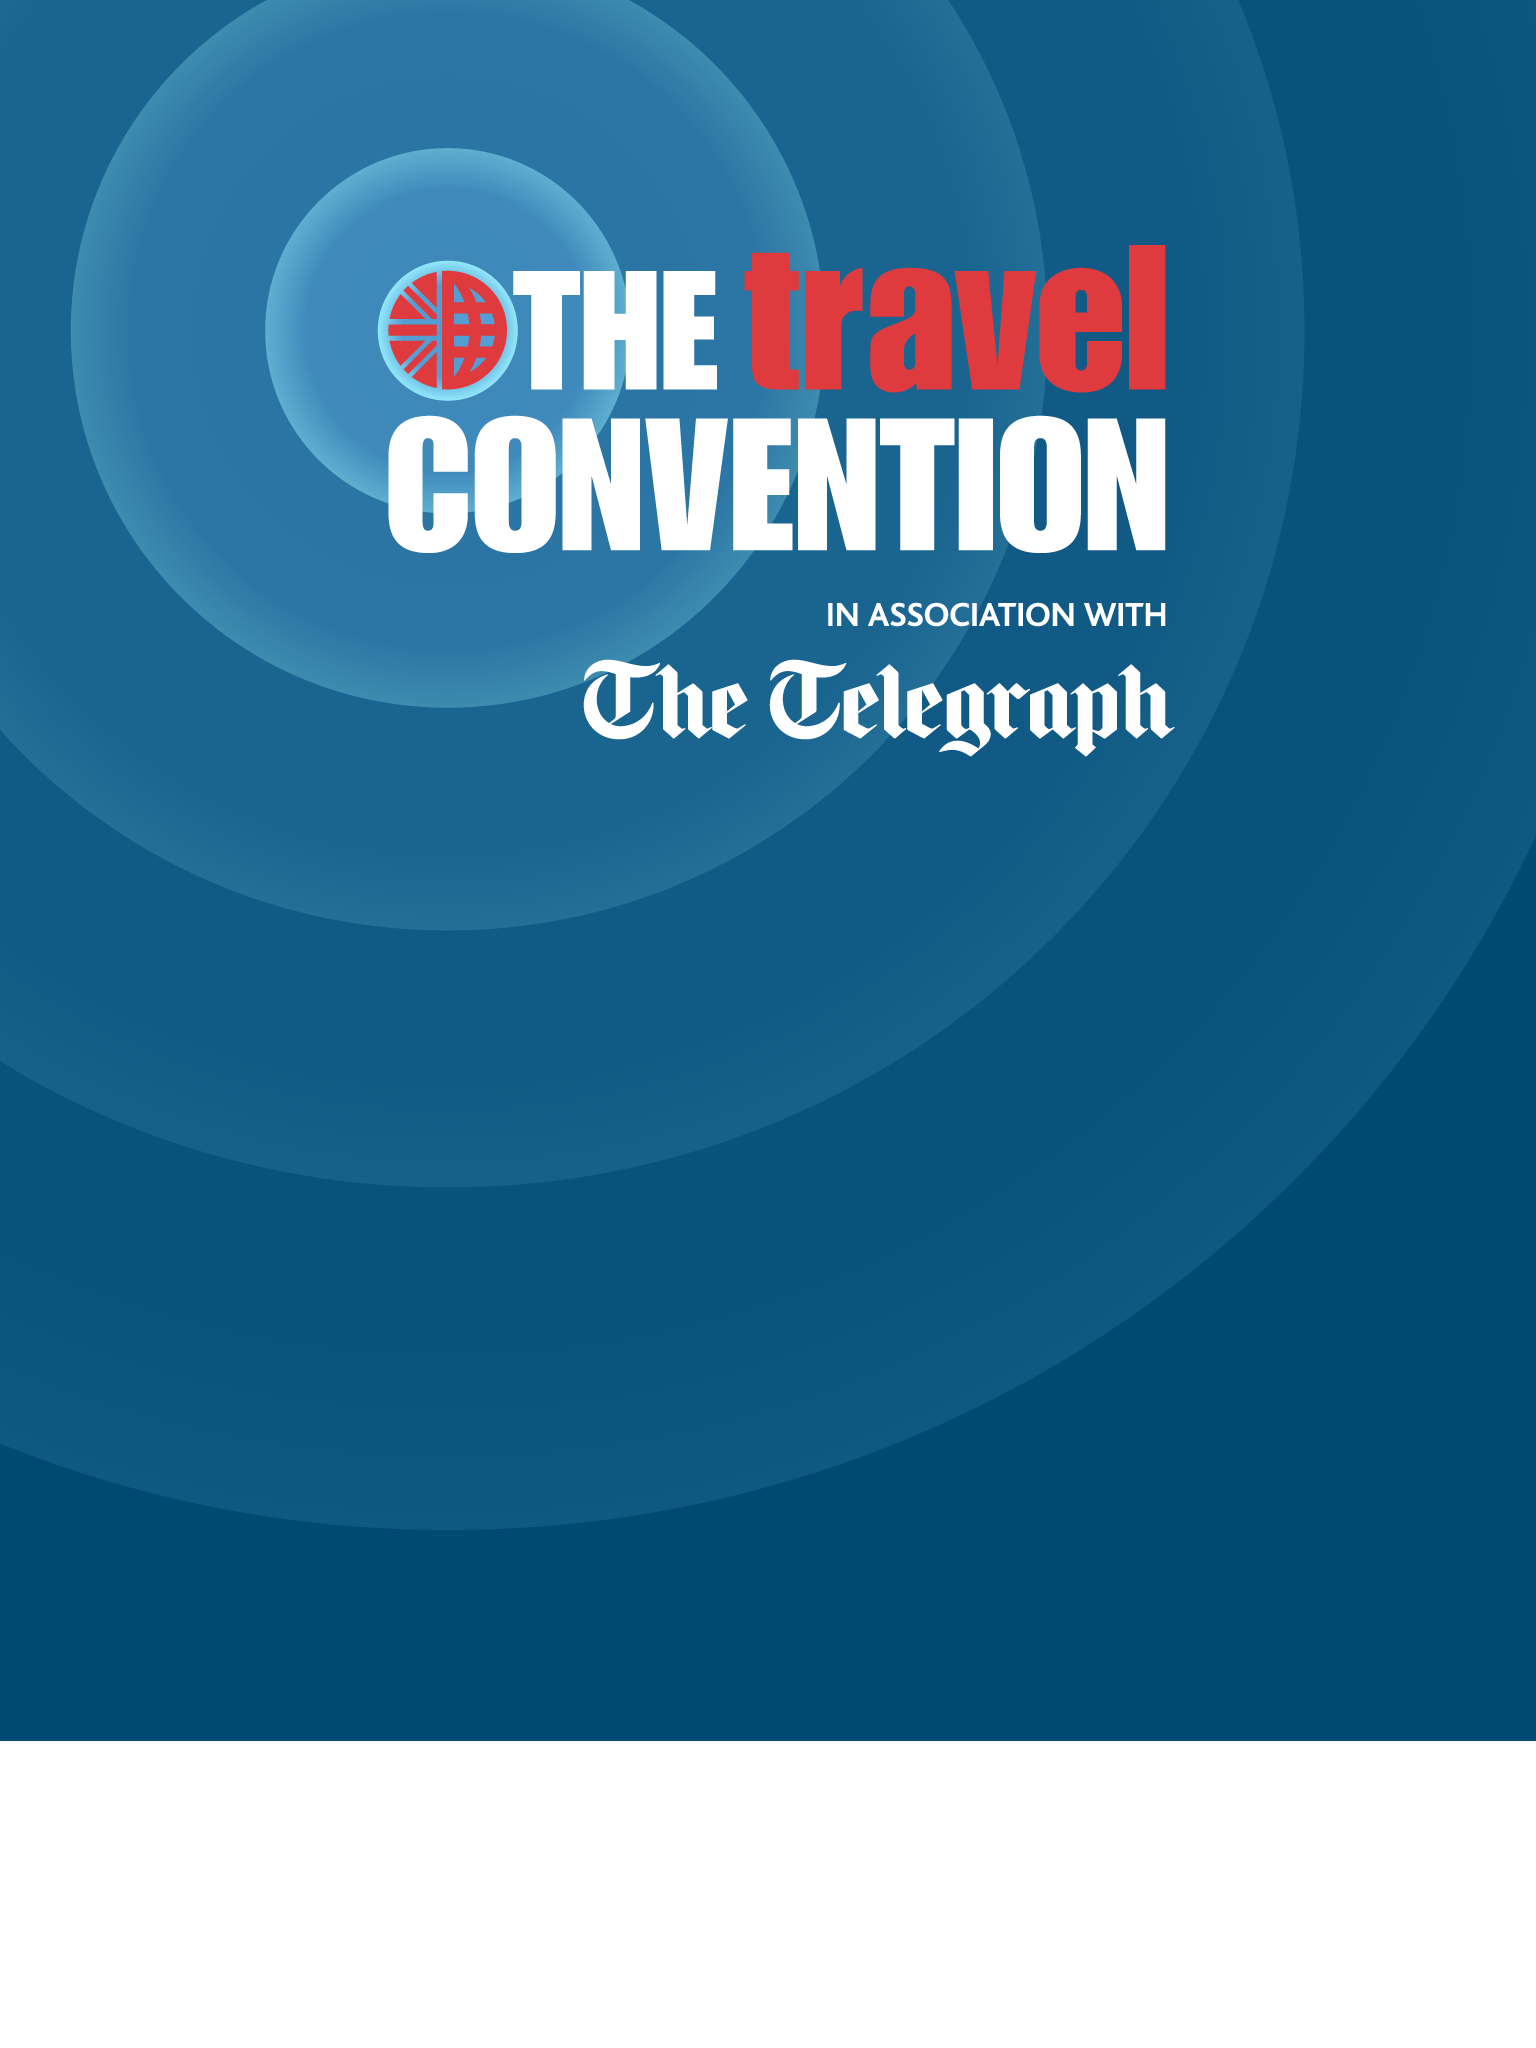 THE travel
CONVENTION
IN ASSOCIATION WITH
The Telegraph